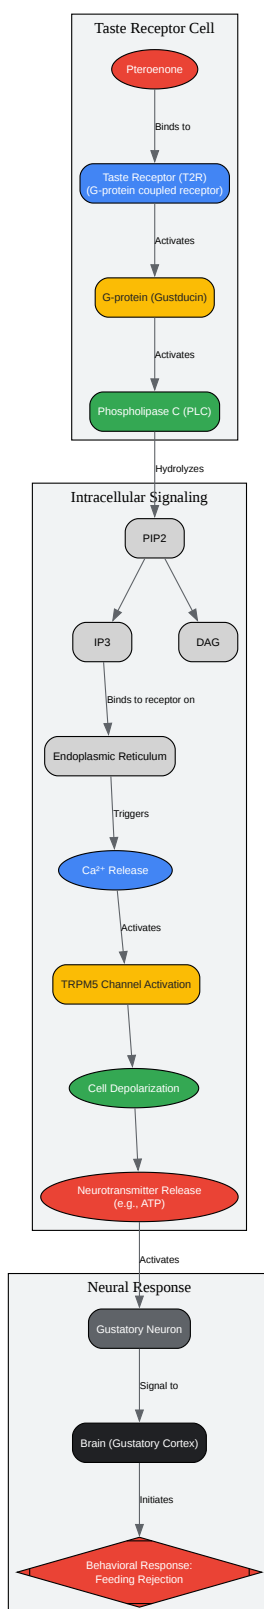 Taste Receptor Cell
Pteroenone
Binds to
Taste Receptor (T2R)
(G-protein coupled receptor)
Activates
G-protein (Gustducin)
Activates
Phospholipase C (PLC)
Hydrolyzes
Intracellular Signaling
PIP2
IP3
DAG
Binds to receptor on
Endoplasmic Reticulum
Triggers
Ca²⁺ Release
Activates
TRPM5 Channel Activation
Cell Depolarization
Neurotransmitter Release
(e.g., ATP)
Activates
Neural Response
Gustatory Neuron
Signal to
Brain (Gustatory Cortex)
Initiates
Behavioral Response:
Feeding Rejection